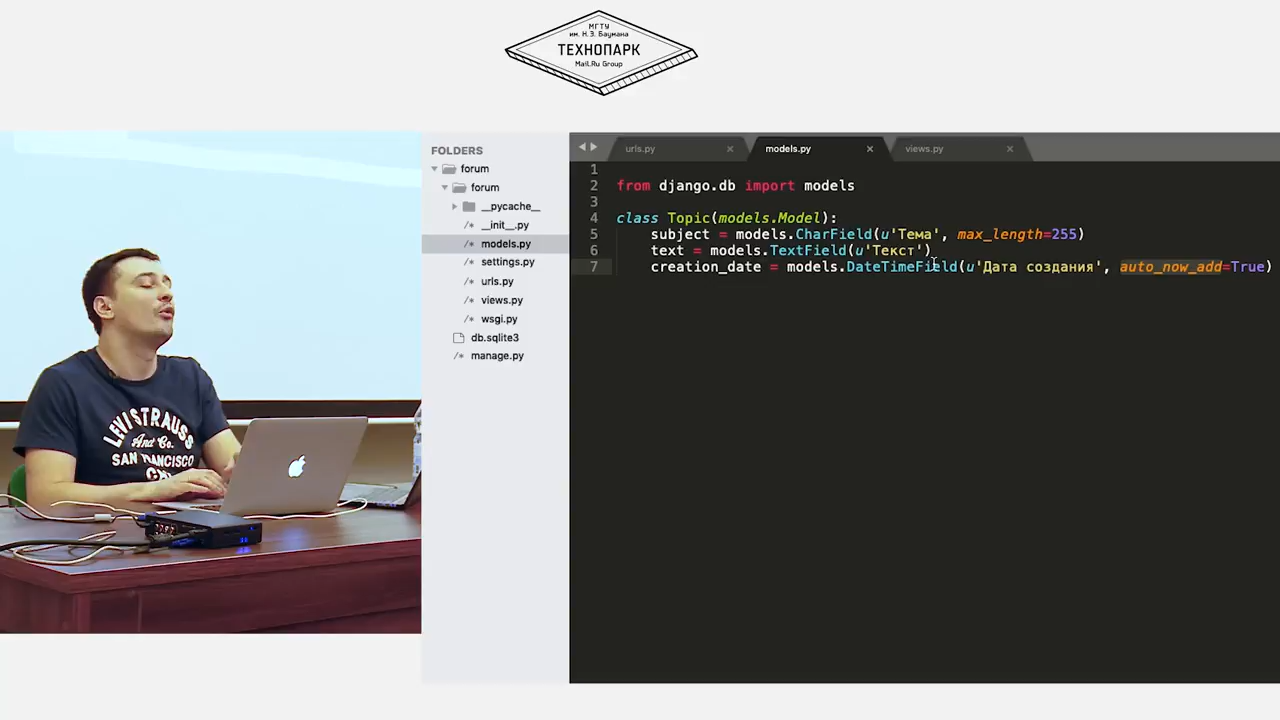 МГТУ
им. Н.Э. Баумана
ТЕХНОПАРК
Mail.Ru Group
LEVI STRAUSS
And Co.
SAN FRANCISCO
FOLDERS
forum
forum
__pycache__
__init__.py
models.py
settings.py
urls.py
views.py
wsgi.py
db.sqlite3
manage.py
urls.py
models.py
views.py
1
2 from django.db import models
3
4 class Topic(models.Model):
5 subject = models.CharField(u'Тема', max_length=255)
6 text = models.TextField(u'Текст')
7 creation_date = models.DateTimeField(u'Дата создания', auto_now_add=True)